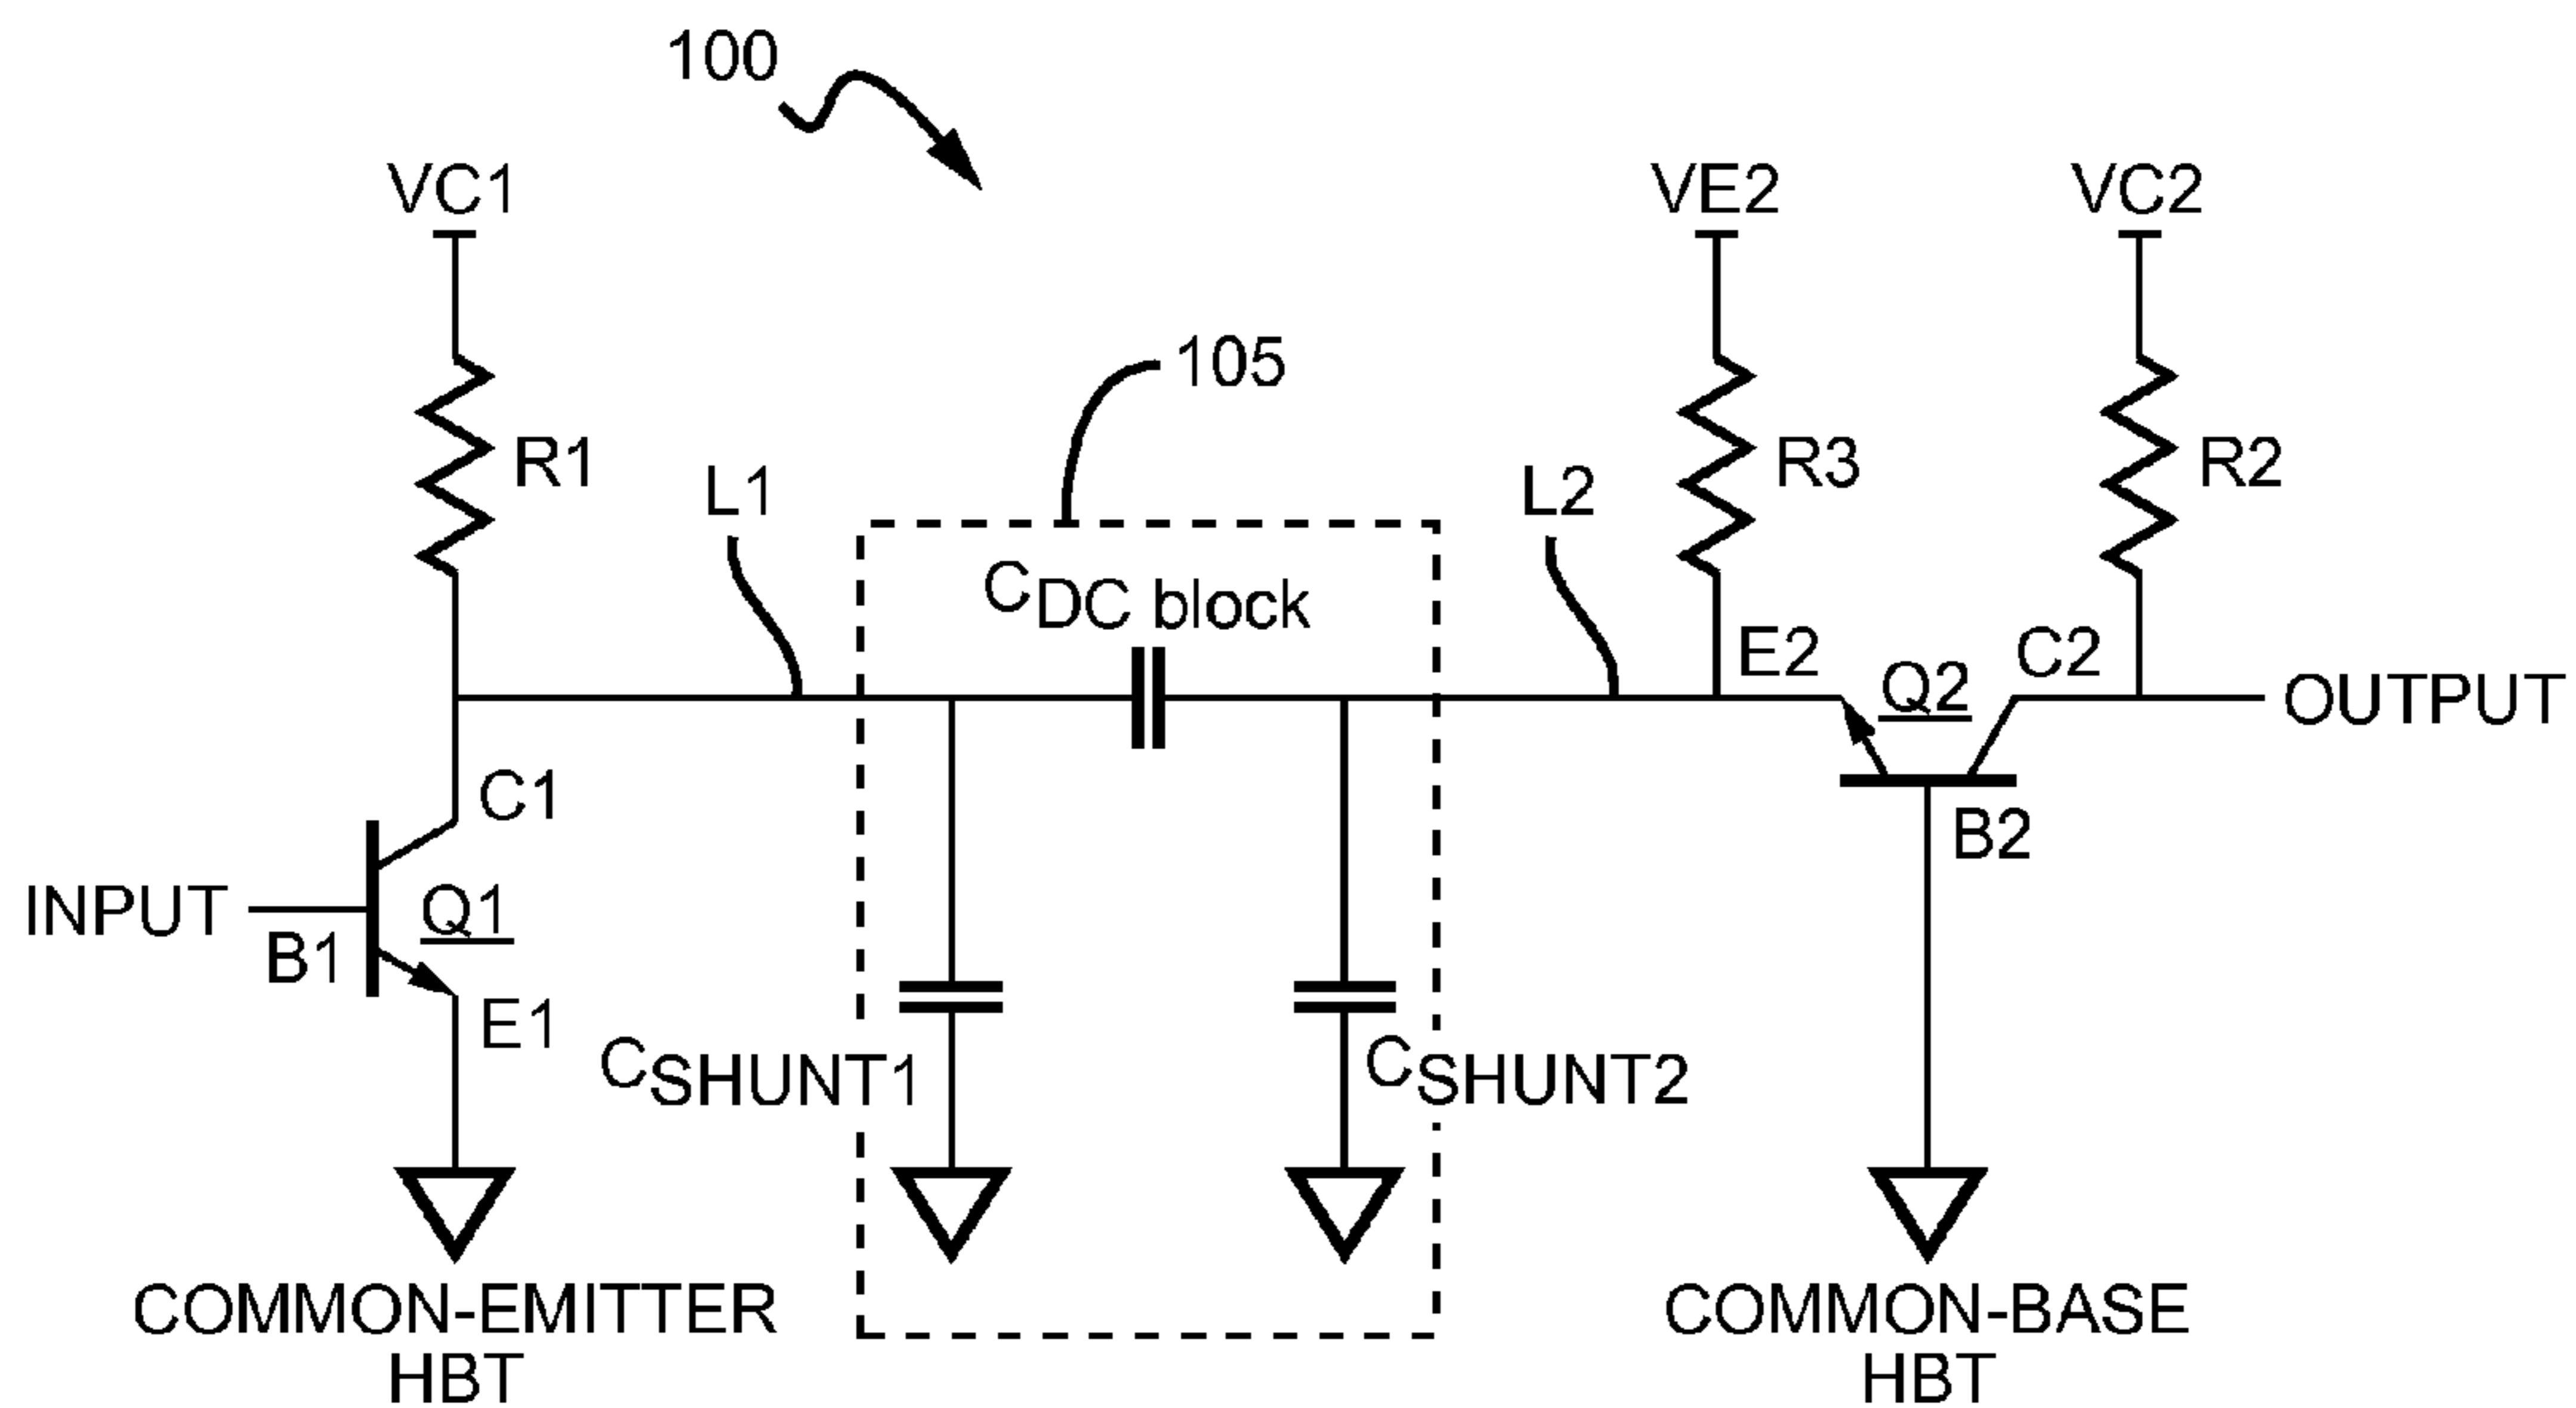 100
VC1
VE2
VC2
105
R1
L1
L2
R3
R2
CDC block
E2
Q2
C2
OUTPUT
C1
B2
INPUT
Q1
B1
E1
CSHUNT1
CSHUNT2
COMMON-EMITTER
HBT
COMMON-BASE
HBT